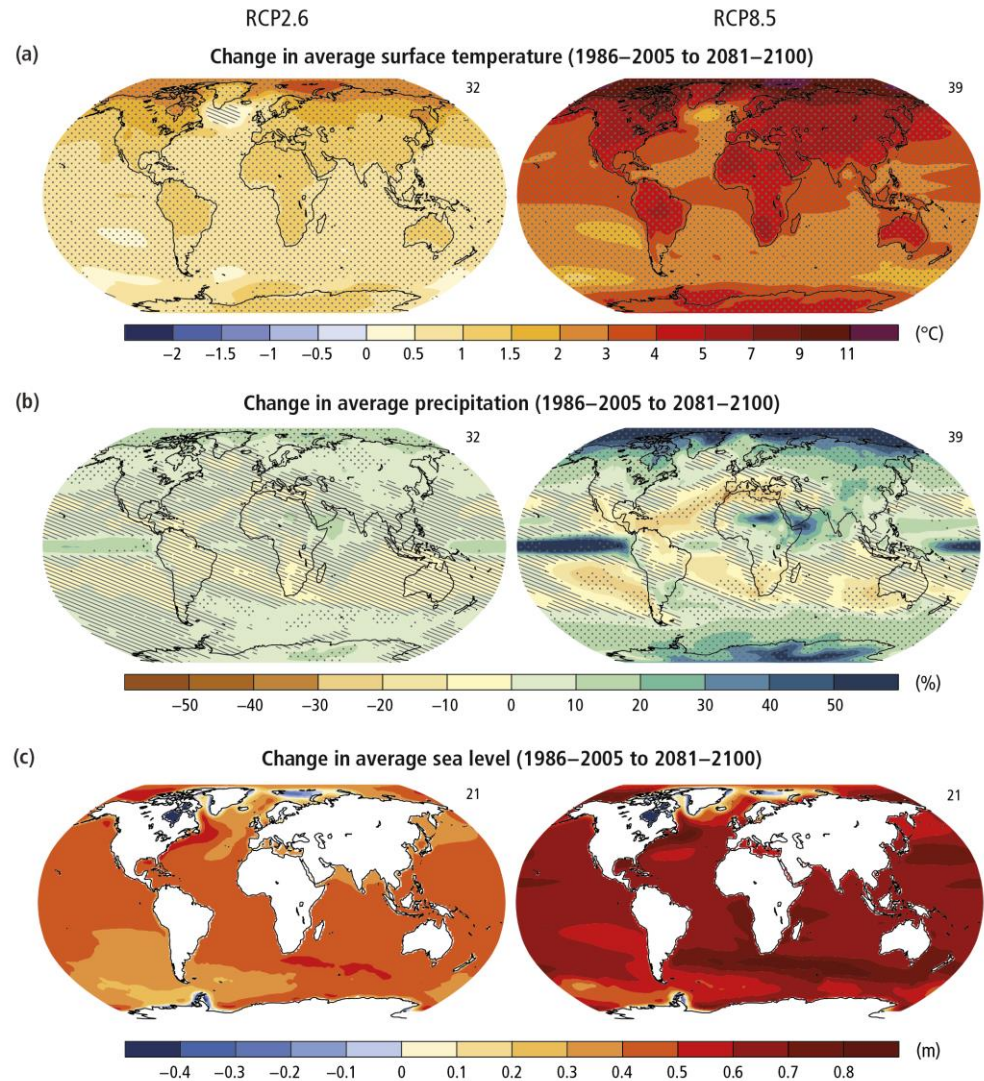 RCP2.6 RCP8.5
(a) Change in average surface temperature (1986–2005 to 2081–2100)
32 39
−2 −1.5 −1 −0.5 0 0.5 1 1.5 2 3 4 5 7 9 11 (°C)
(b) Change in average precipitation (1986–2005 to 2081–2100)
32 39
−50 −40 −30 −20 −10 0 10 20 30 40 50 (%)
(c) Change in average sea level (1986–2005 to 2081–2100)
21 21
−0.4 −0.3 −0.2 −0.1 0 0.1 0.2 0.3 0.4 0.5 0.6 0.7 0.8 (m)